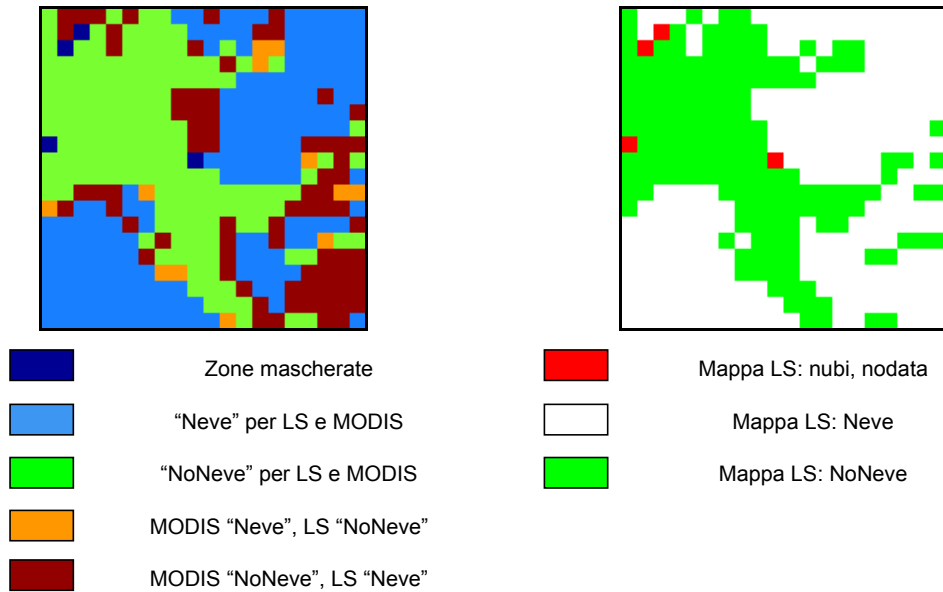 Zone mascherate
“Neve” per LS e MODIS
“NoNeve” per LS e MODIS
MODIS “Neve”, LS “NoNeve”
MODIS “NoNeve”, LS “Neve”
Mappa LS: nubi, nodata
Mappa LS: Neve
Mappa LS: NoNeve